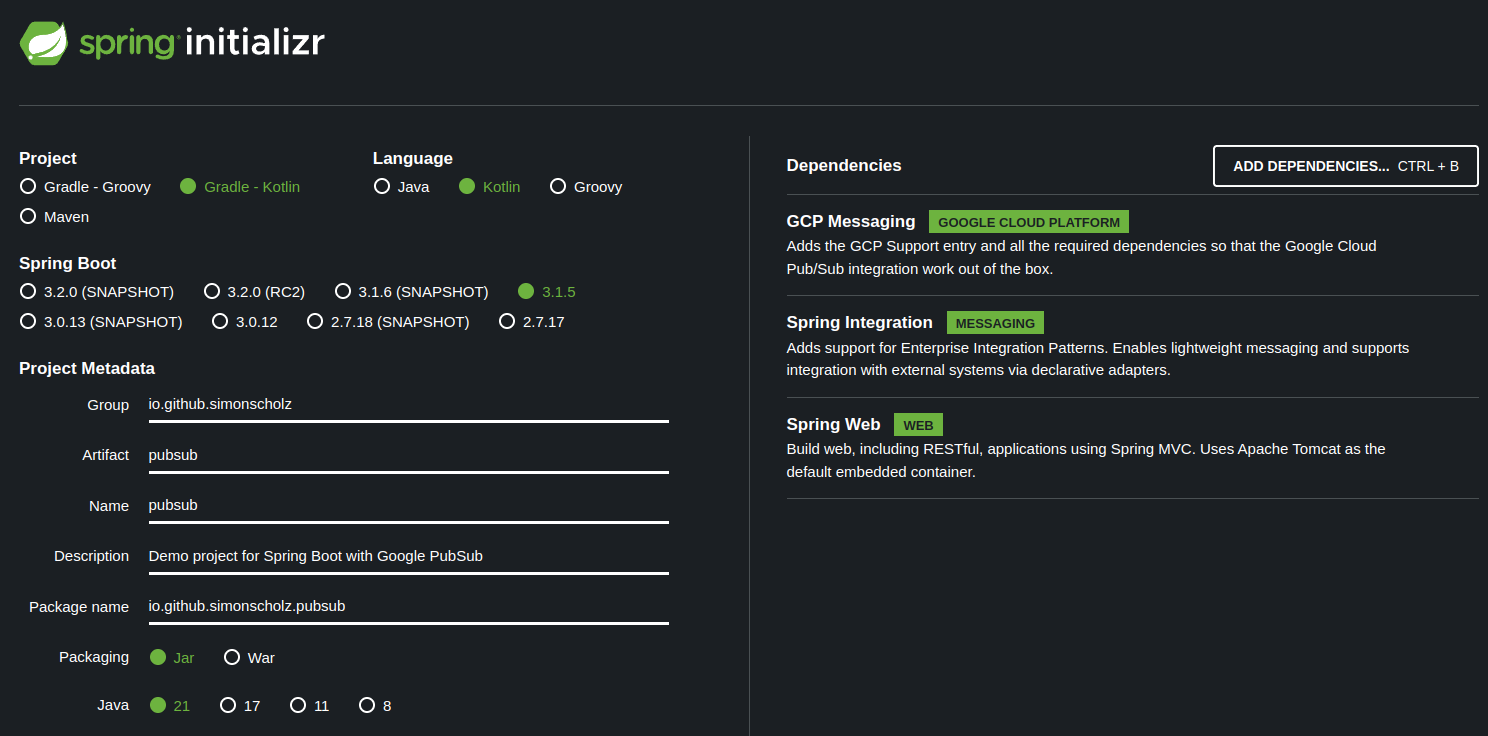 spring initializr
Project
Gradle - Groovy Gradle - Kotlin
Maven
Language
Java Kotlin Groovy
Spring Boot
3.2.0 (SNAPSHOT) 3.2.0 (RC2) 3.1.6 (SNAPSHOT) 3.1.5
3.0.13 (SNAPSHOT) 3.0.12 2.7.18 (SNAPSHOT) 2.7.17
Project Metadata
Group io.github.simonscholz
Artifact pubsub
Name pubsub
Description Demo project for Spring Boot with Google PubSub
Package name io.github.simonscholz.pubsub
Packaging Jar War
Java 21 17 11 8
Dependencies ADD DEPENDENCIES... CTRL + B
GCP Messaging GOOGLE CLOUD PLATFORM
Adds the GCP Support entry and all the required dependencies so that the Google Cloud
Pub/Sub integration work out of the box.
Spring Integration MESSAGING
Adds support for Enterprise Integration Patterns. Enables lightweight messaging and supports
integration with external systems via declarative adapters.
Spring Web WEB
Build web, including RESTful, applications using Spring MVC. Uses Apache Tomcat as the
default embedded container.